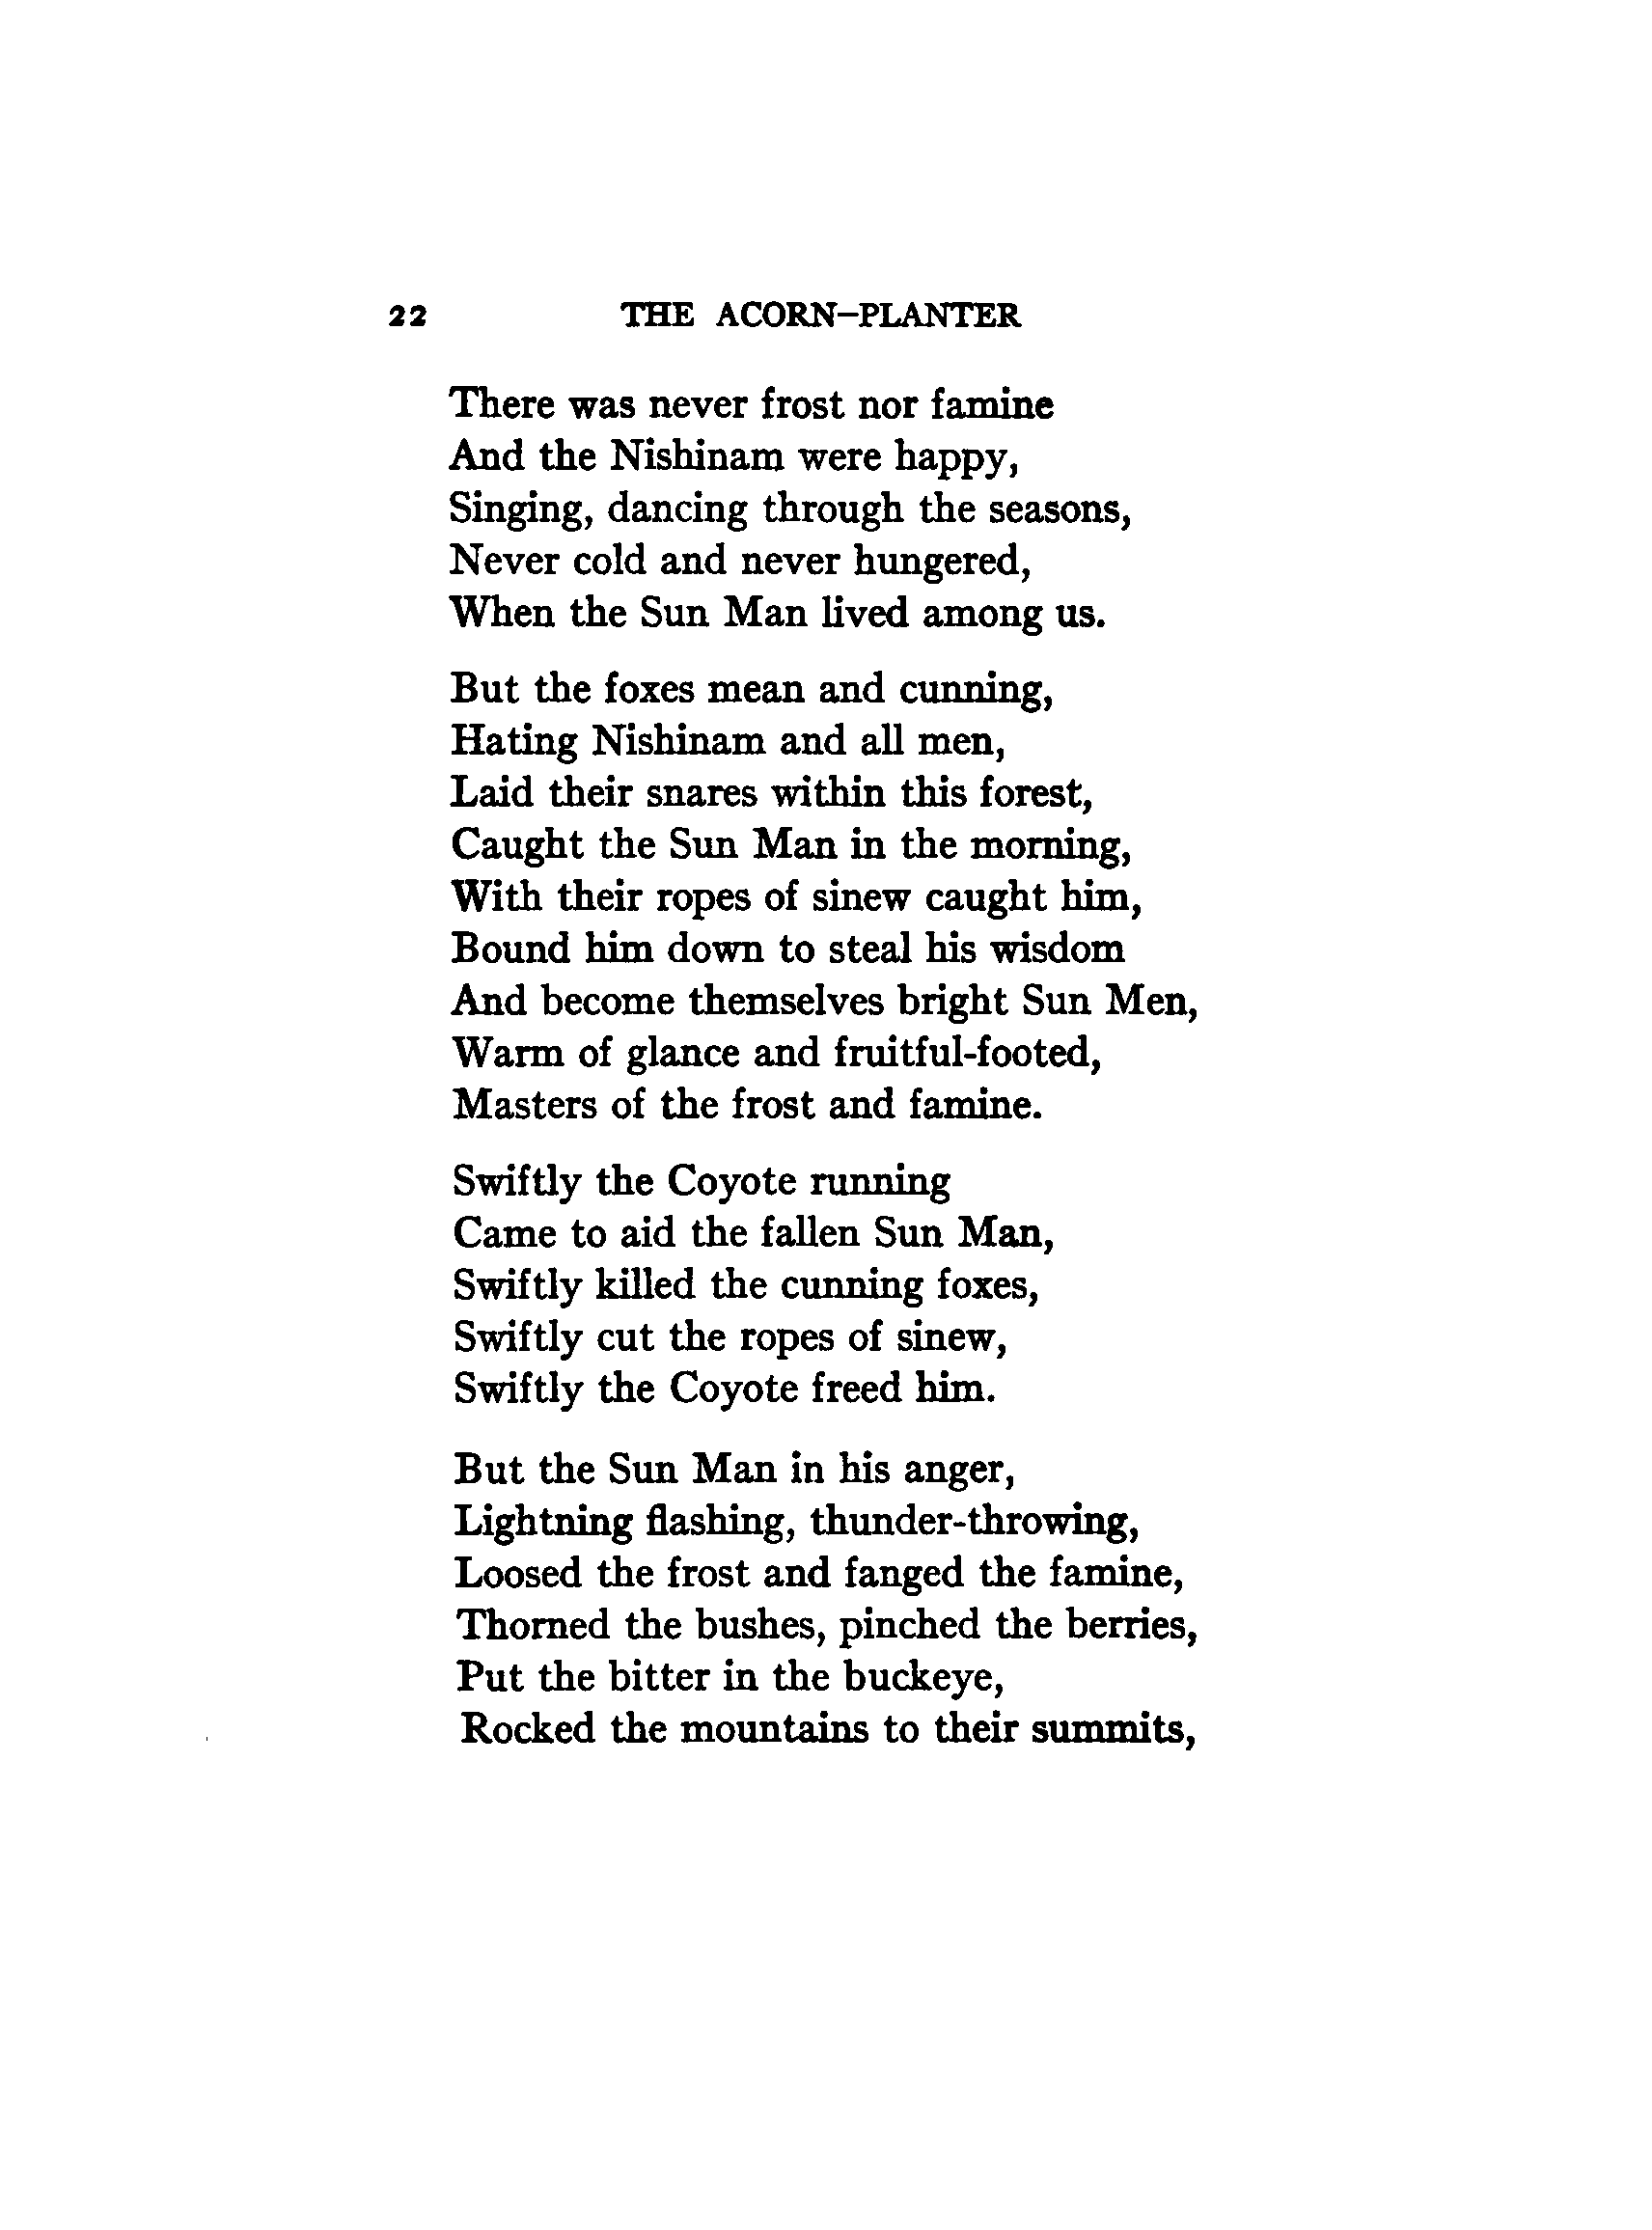 22 THE ACORN-PLANTER
There was never frost nor famine
And the Nishinam were happy,
Singing, dancing through the seasons,
Never cold and never hungered,
When the Sun Man lived among us.
But the foxes mean and cunning,
Hating Nishinam and all men,
Laid their snares within this forest,
Caught the Sun Man in the morning,
With their ropes of sinew caught him,
Bound him down to steal his wisdom
And become themselves bright Sun Men,
Warm of glance and fruitful-footed,
Masters of the frost and famine.
Swiftly the Coyote running
Came to aid the fallen Sun Man,
Swiftly killed the cunning foxes,
Swiftly cut the ropes of sinew,
Swiftly the Coyote freed him.
But the Sun Man in his anger,
Lightning flashing, thunder-throwing,
Loosed the frost and fanged the famine,
Thorned the bushes, pinched the berries,
Put the bitter in the buckeye,
Rocked the mountains to their summits,